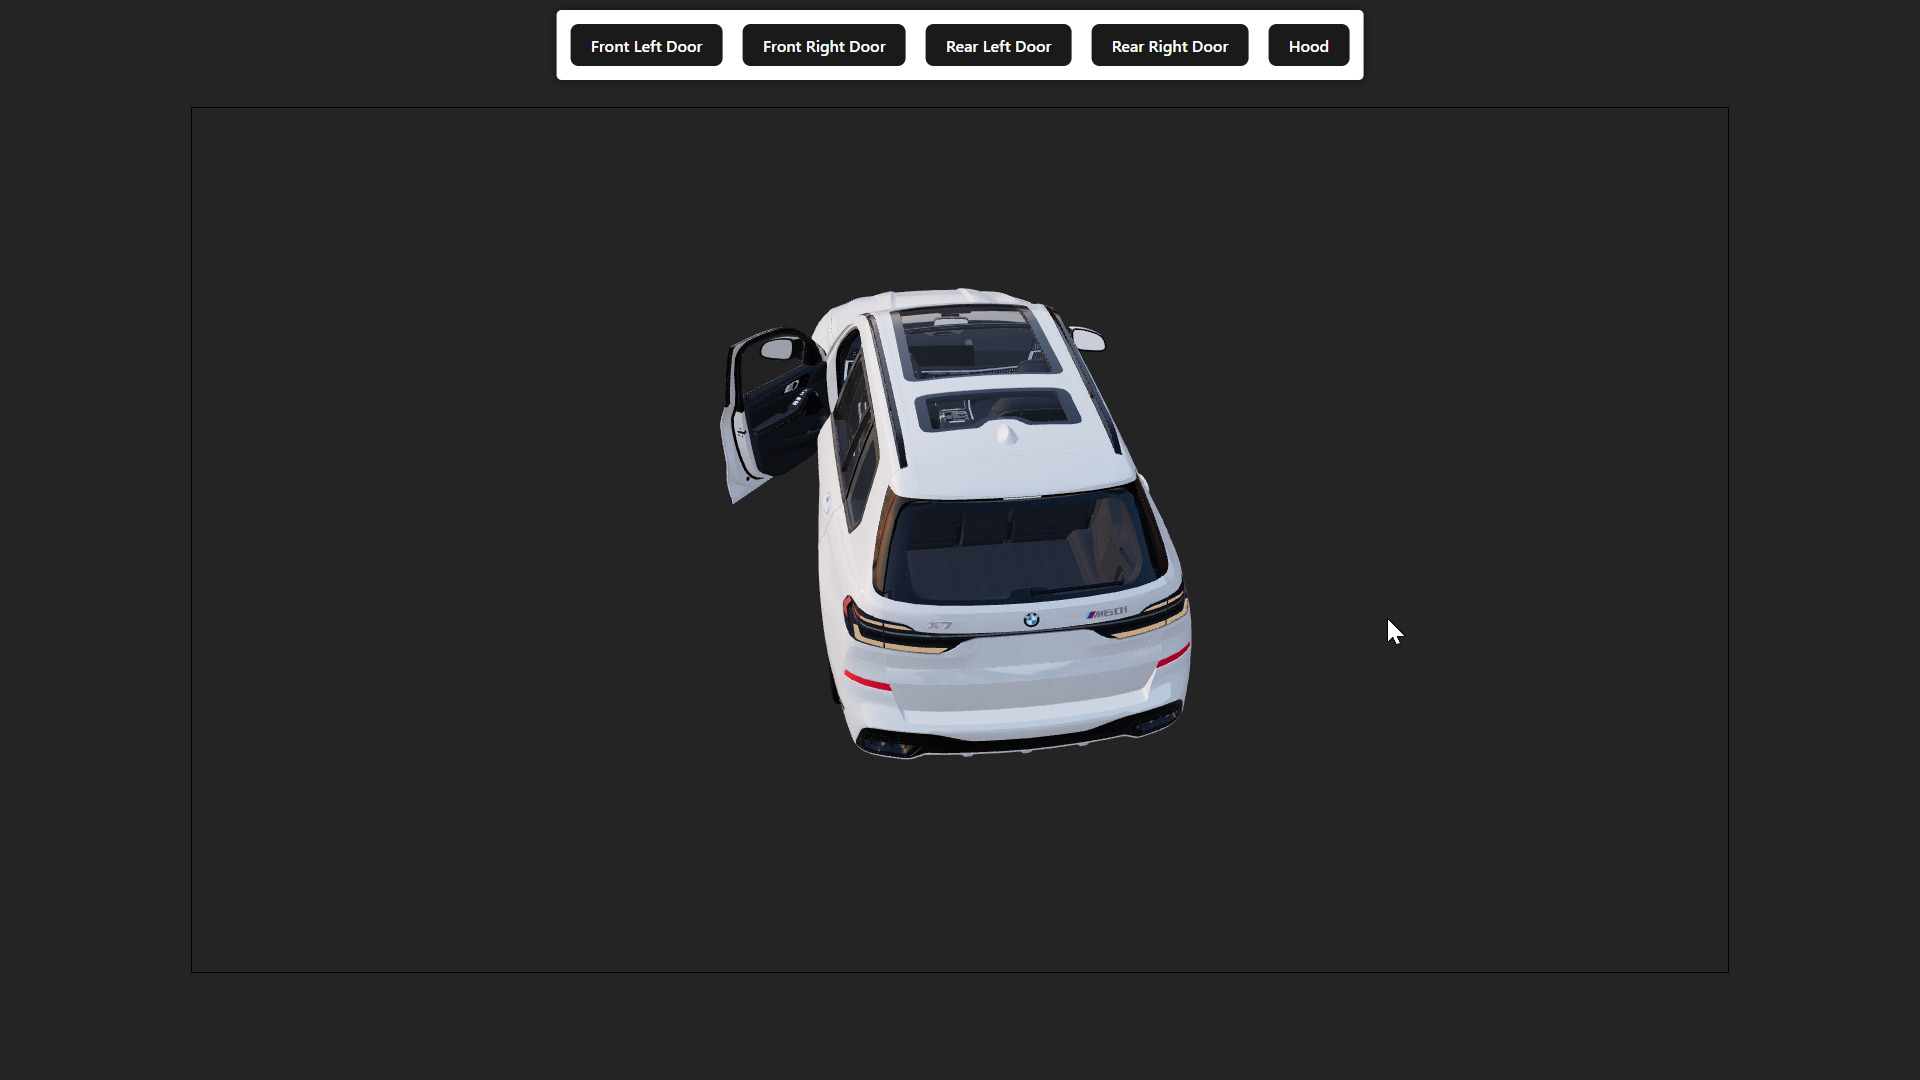 Front Left Door
Front Right Door
Rear Left Door
Rear Right Door
Hood
X7
M60i